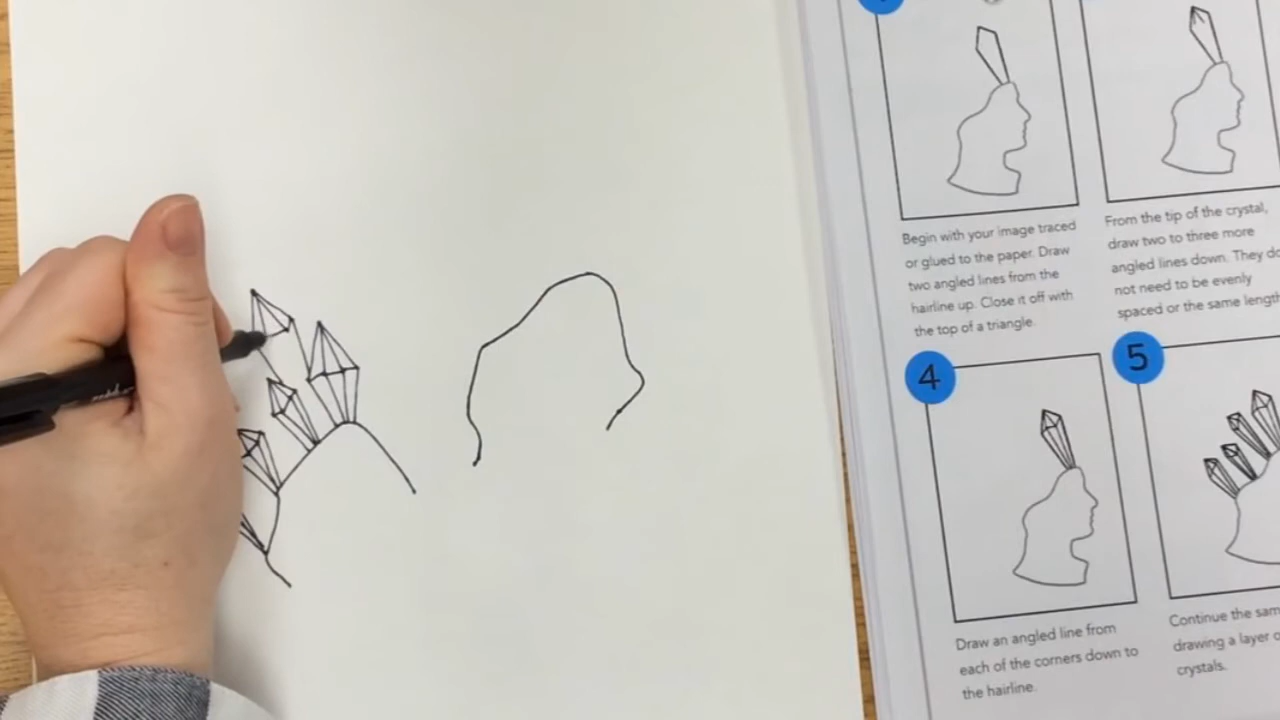 Begin with your image traced
or glued to the paper. Draw
two angled lines from the
hairline up. Close it off with
the top of a triangle.
From the tip of the crystal,
draw two to three more
angled lines down. They do
not need to be evenly
spaced or the same length
4
Draw an angled line from
each of the corners down to
the hairline.
5
Continue the sam
drawing a layer o
crystals.